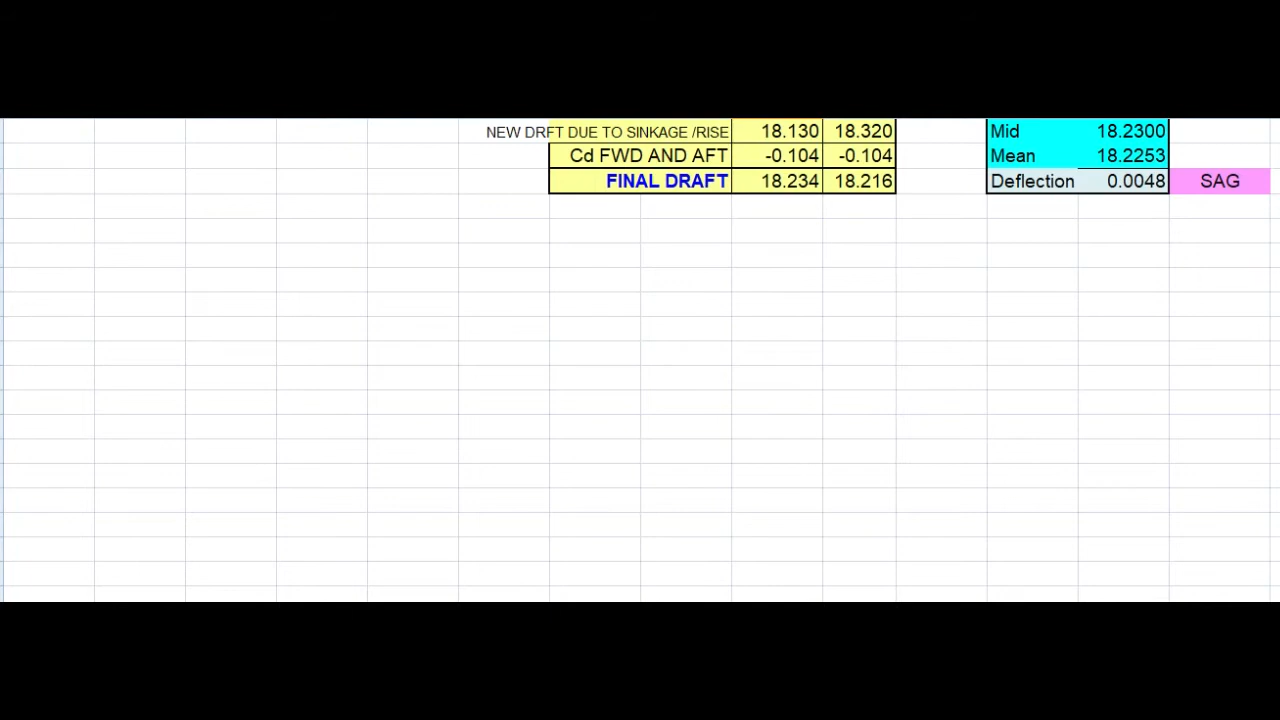 NEW DRFT DUE TO SINKAGE /RISE 18.130 18.320 Mid 18.2300
Cd FWD AND AFT -0.104 -0.104 Mean 18.2253
FINAL DRAFT 18.234 18.216 Deflection 0.0048 SAG